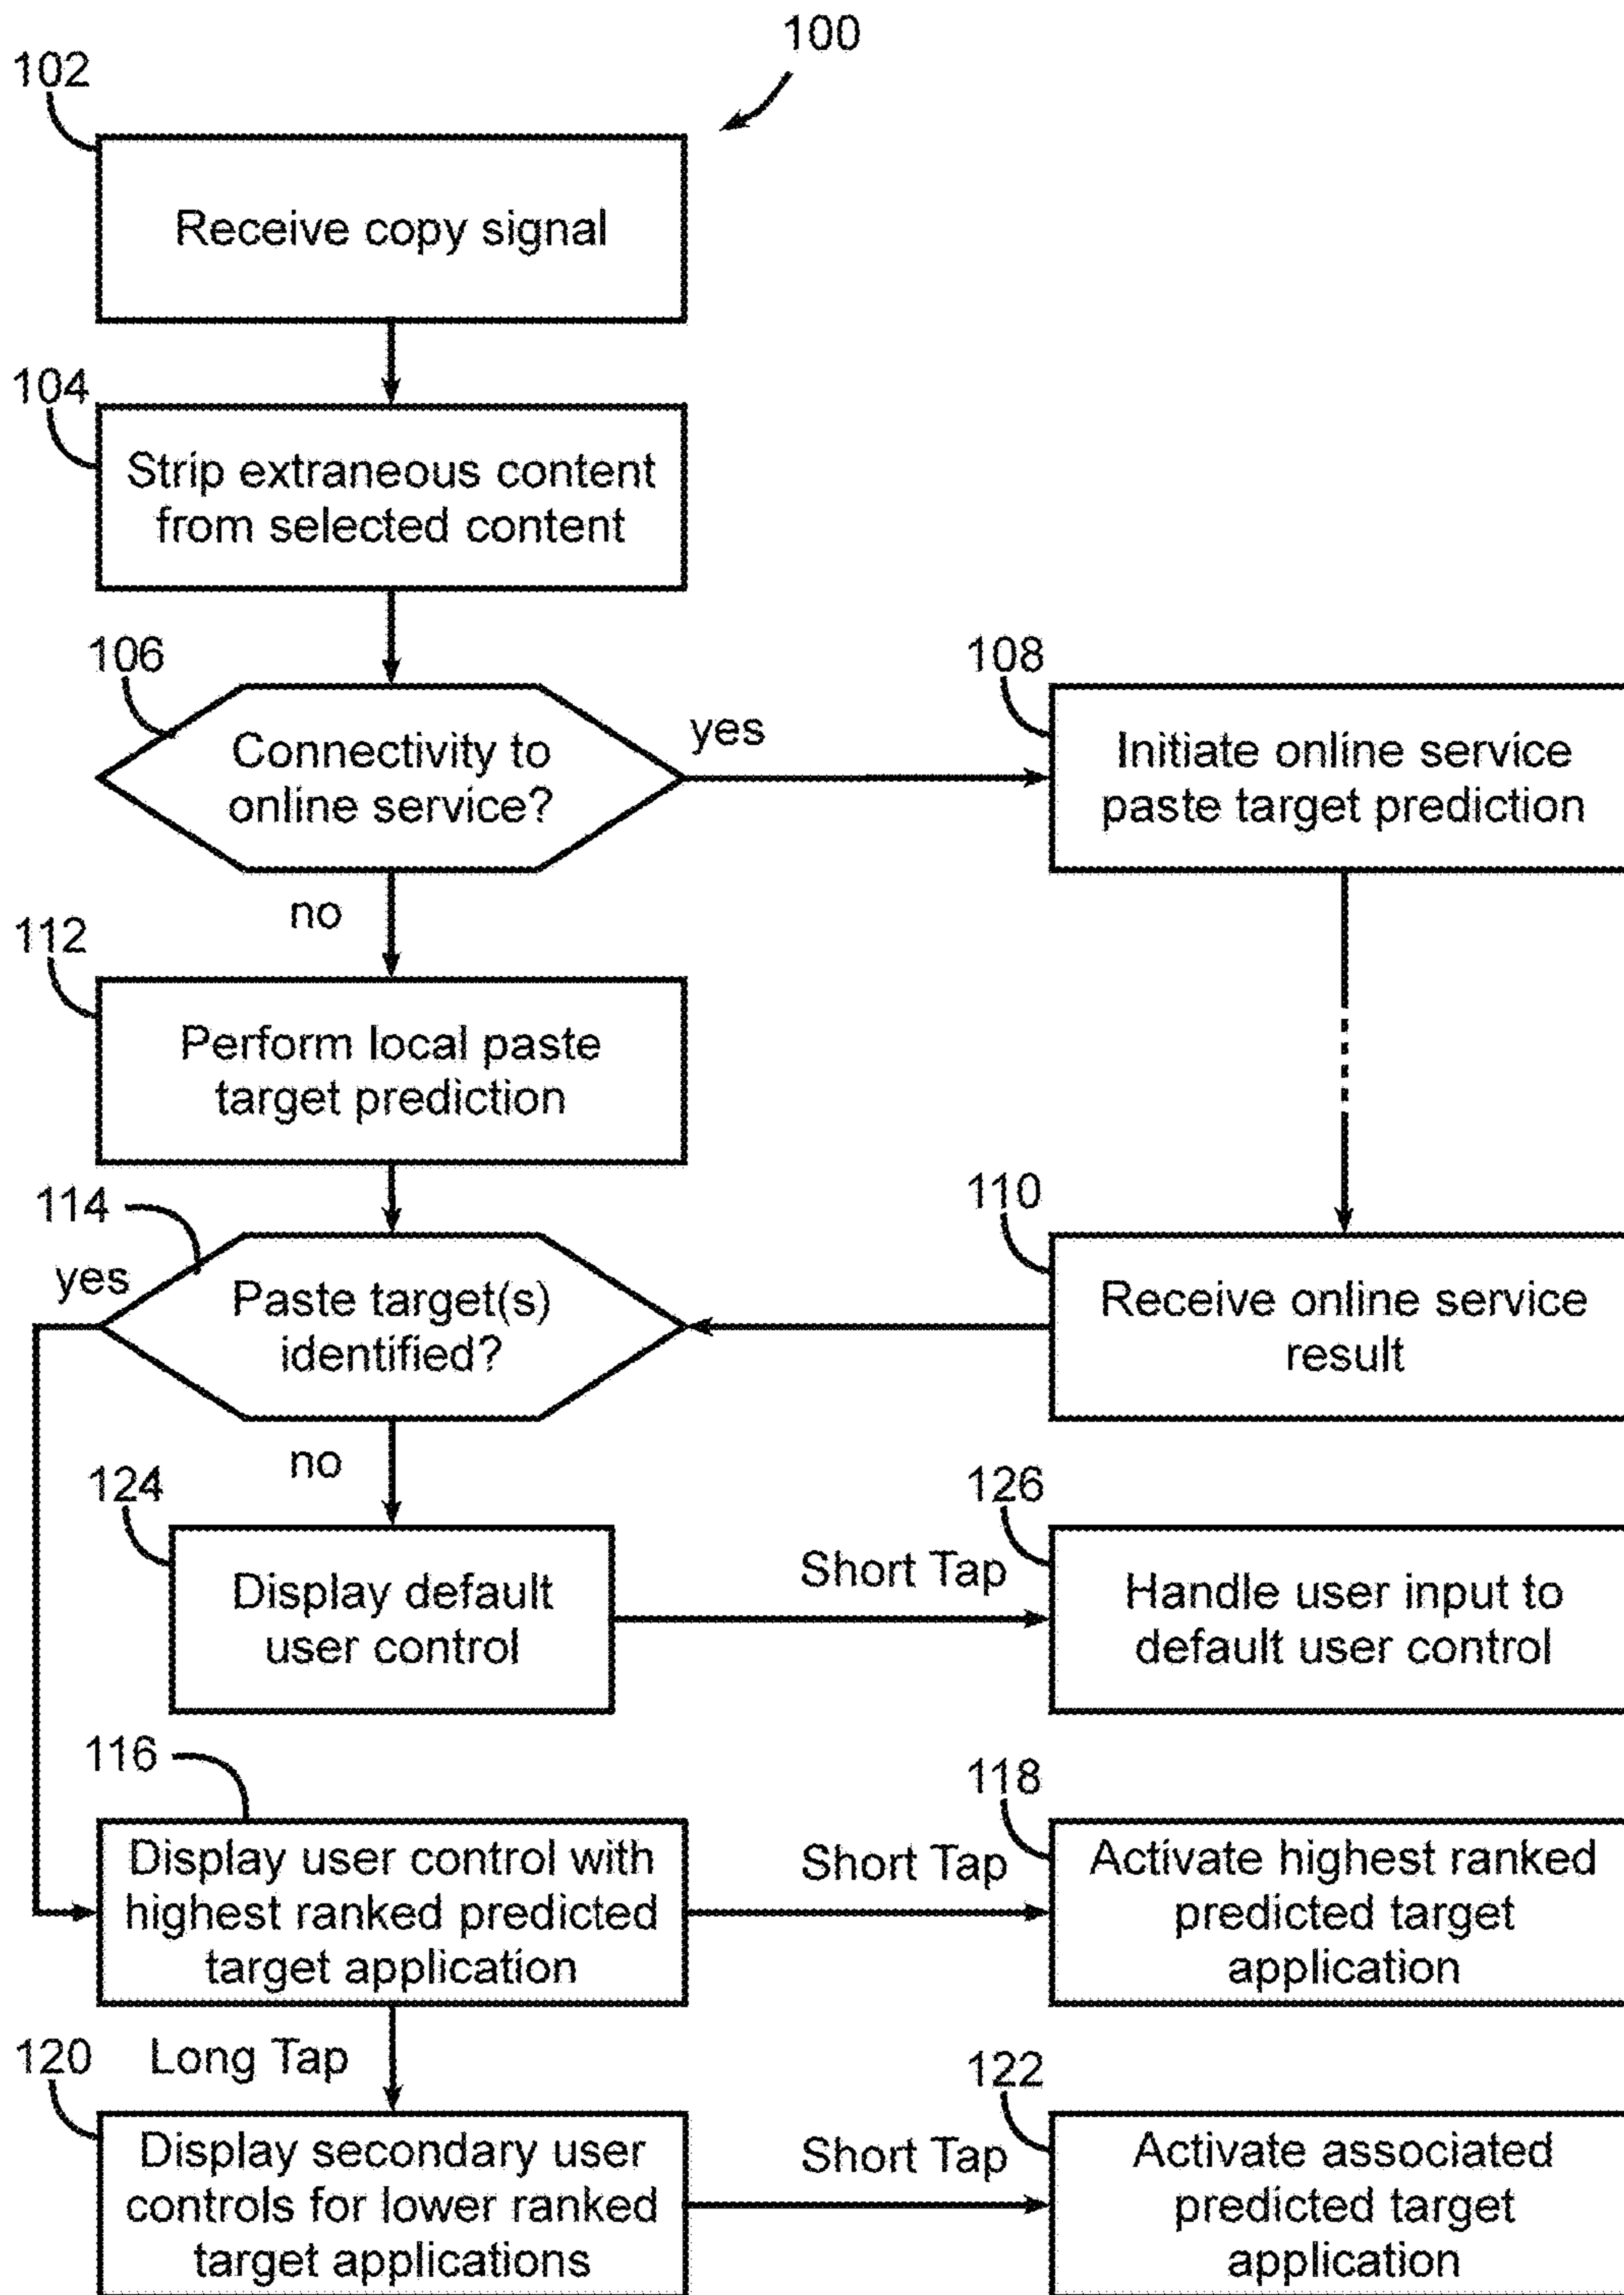 100
102
Receive copy signal
104
Strip extraneous content
from selected content
106
Connectivity to
online service?
yes
108
Initiate online service
paste target prediction
no
112
Perform local paste
target prediction
114
yes
Paste target(s)
identified?
110
Receive online service
result
no
124
Display default
user control
Short Tap
126
Handle user input to
default user control
116
Display user control with
highest ranked predicted
target application
Short Tap
118
Activate highest ranked
predicted target
application
120
Long Tap
Display secondary user
controls for lower ranked
target applications
Short Tap
122
Activate associated
predicted target
application